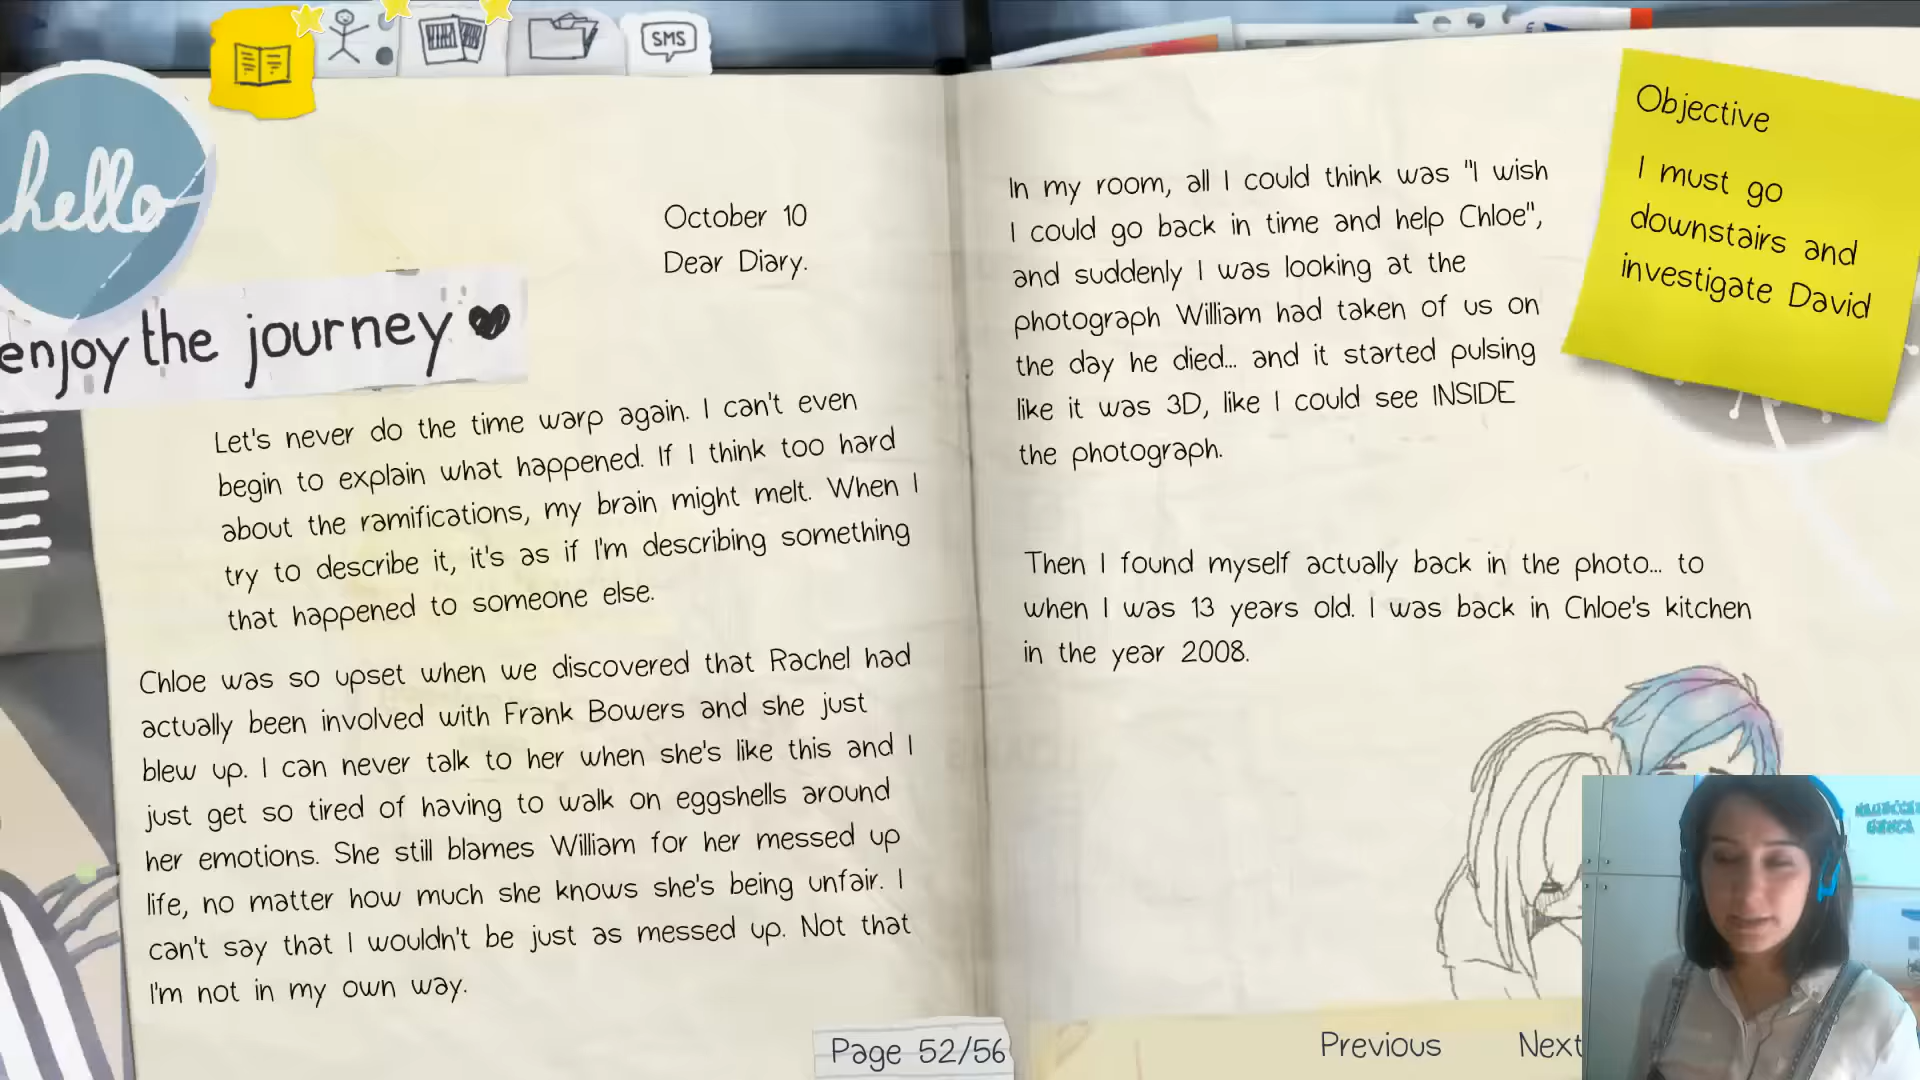 SMS
hello
enjoy the journey
October 10
Dear Diary.
Let's never do the time warp again. I can't even
begin to explain what happened. If I think too hard
about the ramifications, my brain might melt. When I
try to describe it, it's as if I'm describing something
that happened to someone else.
Chloe was so upset when we discovered that Rachel had
actually been involved with Frank Bowers and she just
blew up. I can never talk to her when she's like this and I
just get so tired of having to walk on eggshells around
her emotions. She still blames William for her messed up
life, no matter how much she knows she's being unfair. I
can't say that I wouldn't be just as messed up. Not that
I'm not in my own way.
Page 52/56
In my room, all I could think was "I wish
I could go back in time and help Chloe",
and suddenly I was looking at the
photograph William had taken of us on
the day he died... and it started pulsing
like it was 3D, like I could see INSIDE
the photograph.
Then I found myself actually back in the photo... to
when I was 13 years old. I was back in Chloe's kitchen
in the year 2008.
Previous
Next
Objective
I must go
downstairs and
investigate David